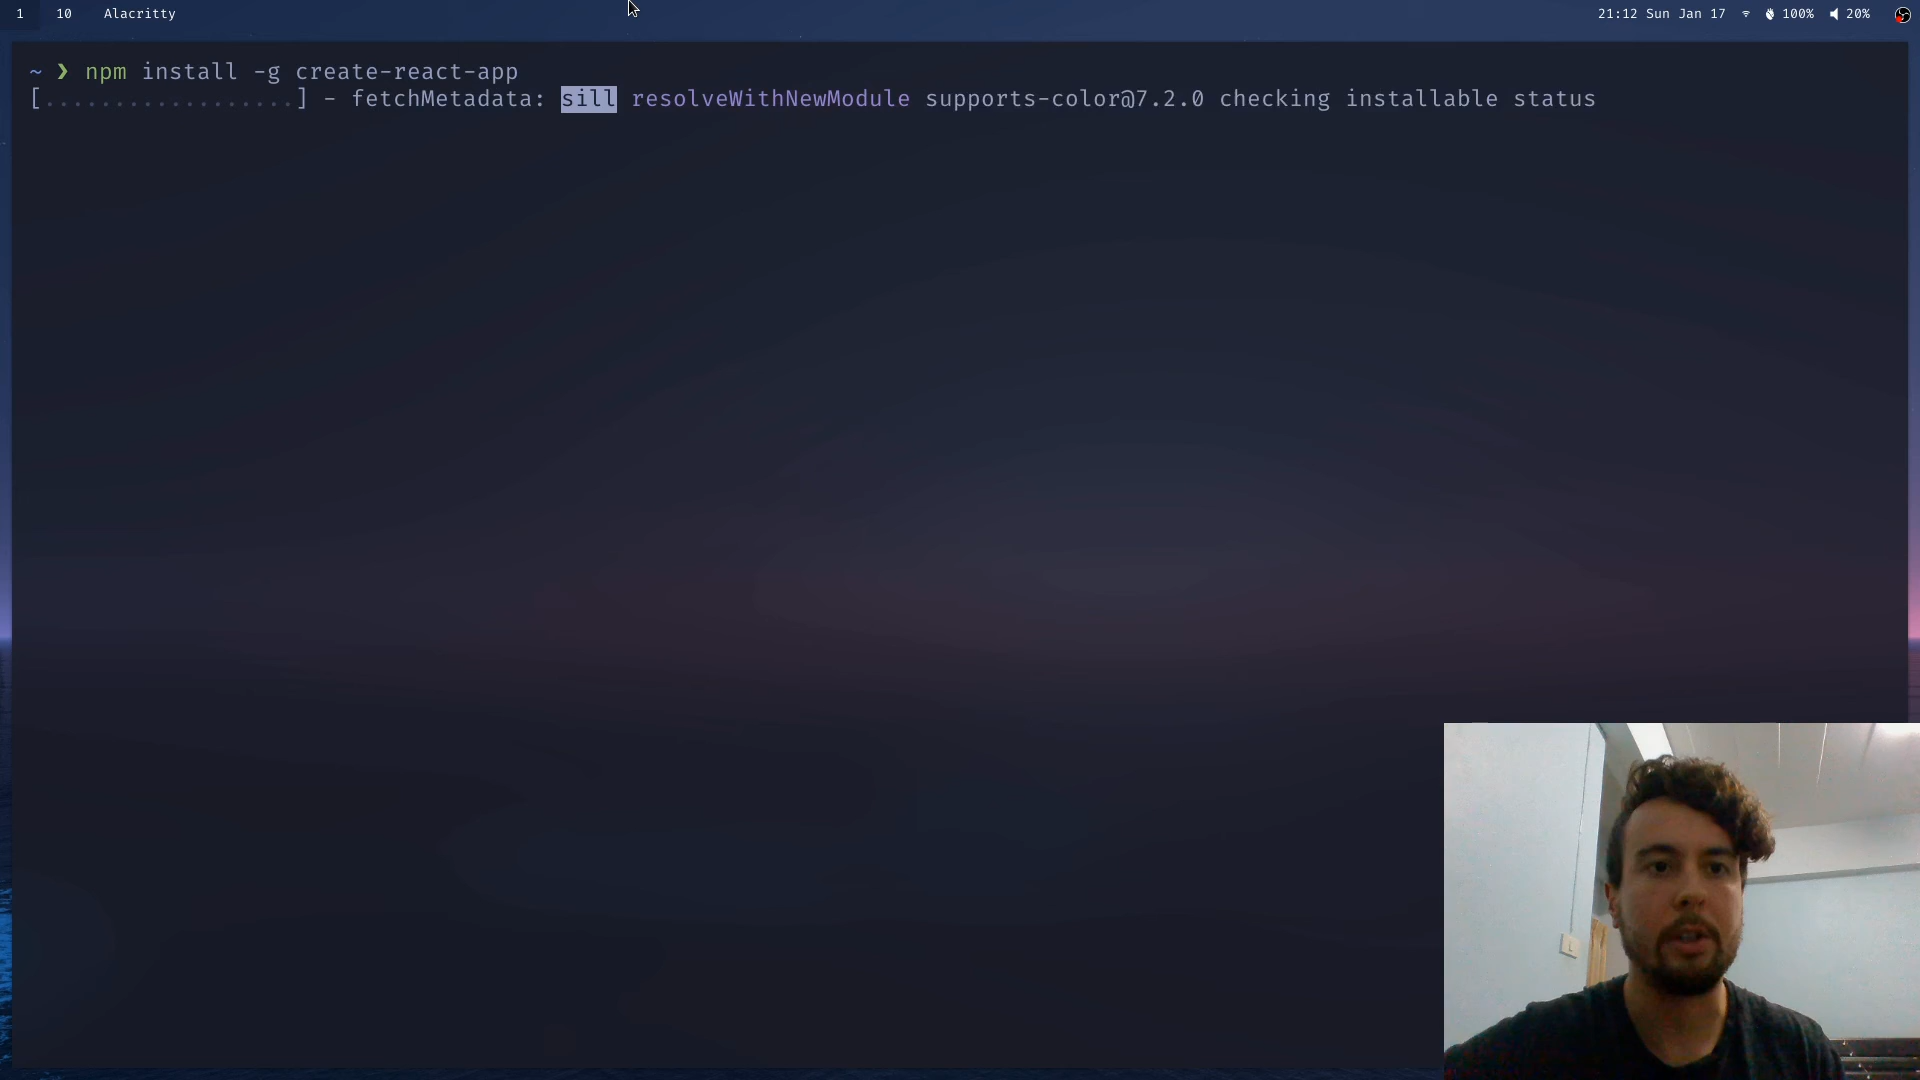 1 10 Alacritty 21:12 Sun Jan 17 100% 20%
~ ❯ npm install -g create-react-app
[..................] - fetchMetadata: sill resolveWithNewModule supports-color@7.2.0 checking installable status